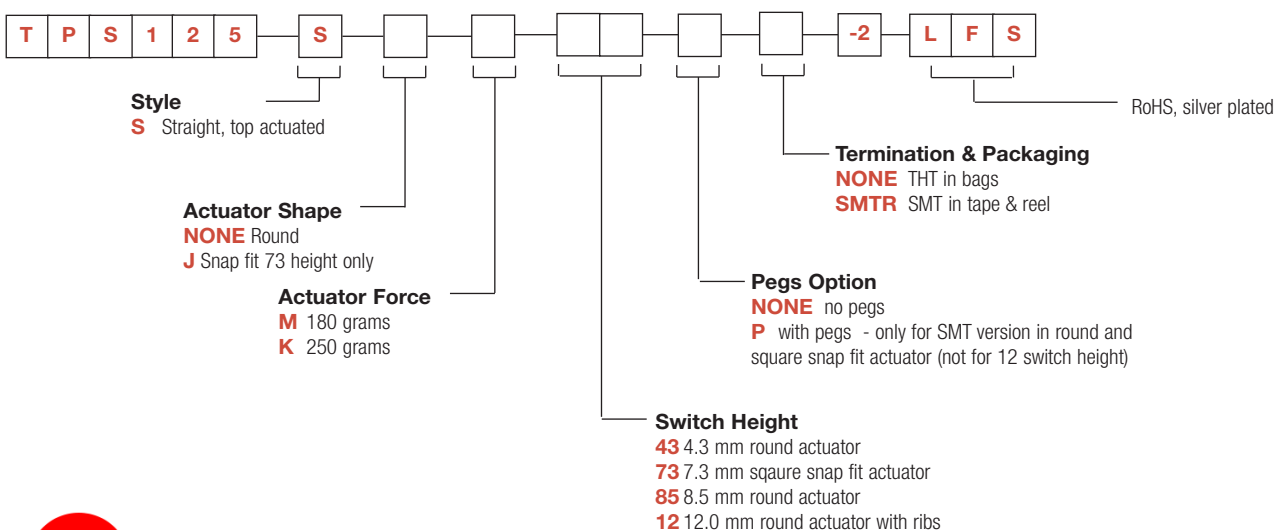 T P S 1 2 5 S -2 L F S
RoHS, silver plated
Style
S Straight, top actuated
Termination & Packaging
NONE THT in bags
SMTR SMT in tape & reel
Actuator Shape
NONE Round
J Snap fit 73 height only
Actuator Force
M 180 grams
K 250 grams
Pegs Option
NONE no pegs
P with pegs - only for SMT version in round and
square snap fit actuator (not for 12 switch height)
Switch Height
43 4.3 mm round actuator
73 7.3 mm sqaure snap fit actuator
85 8.5 mm round actuator
12 12.0 mm round actuator with ribs